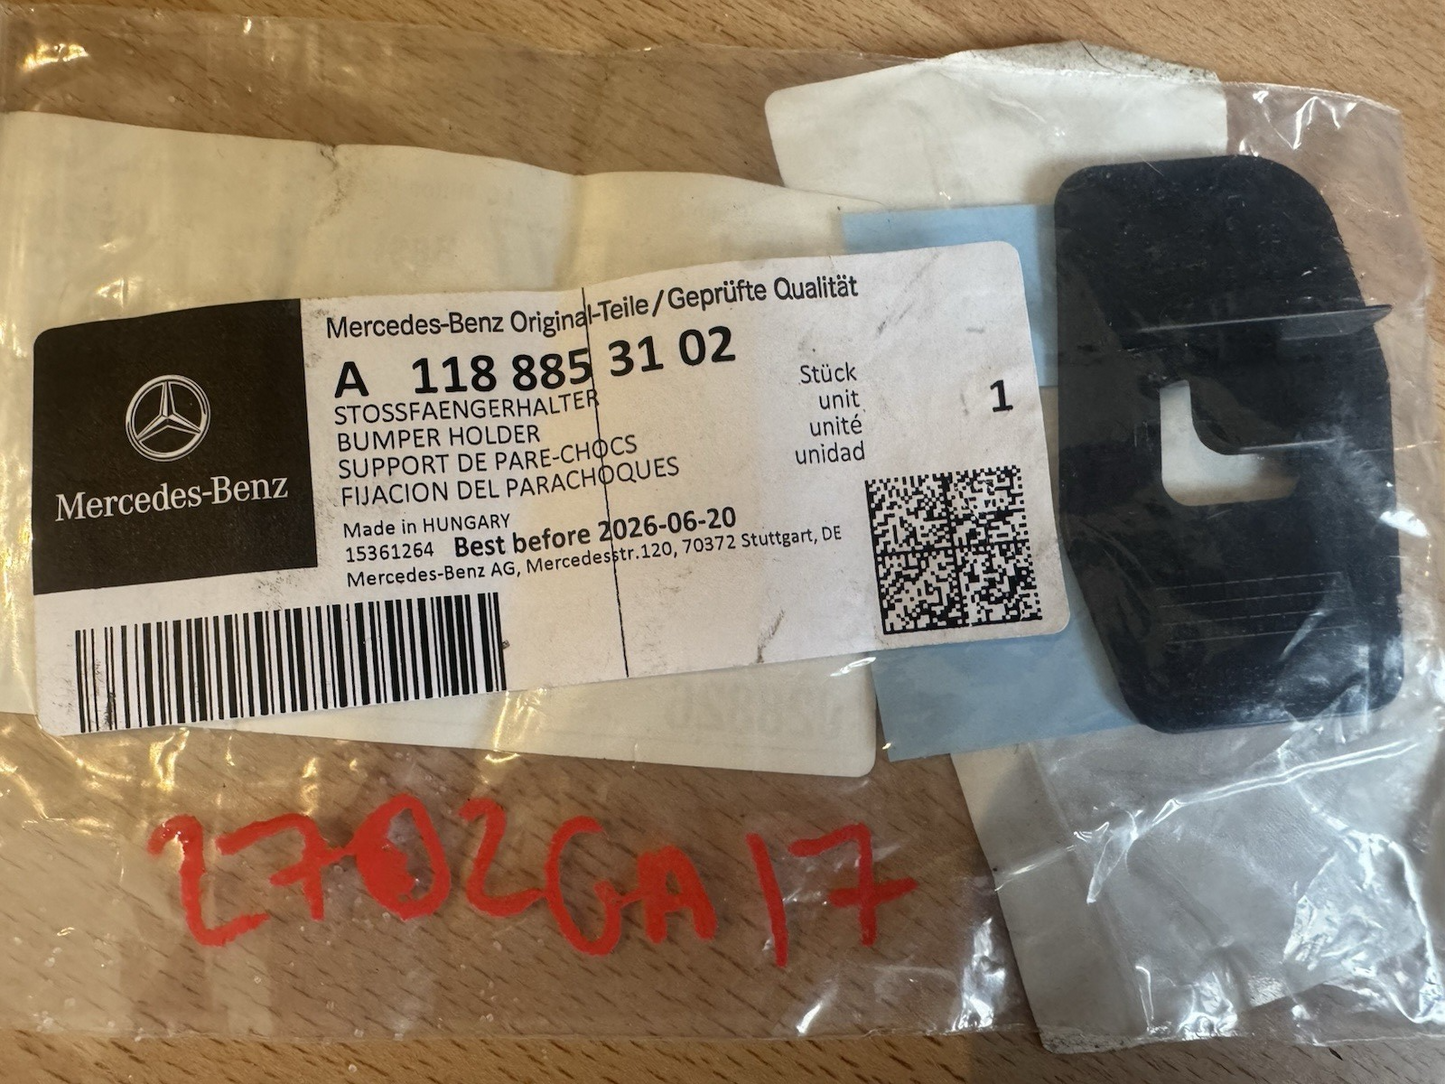 Mercedes-Benz Original-Teile/Geprüfte Qualität
A 118 885 31 02
STOSSFAENGERHALTER
BUMPER HOLDER
SUPPORT DE PARE-CHOCS
FIJACION DEL PARACHOQUES
Stück
unit 1
unité
unidad
Mercedes-Benz
Made in HUNGARY
15361264 Best before 2026-06-20
Mercedes-Benz AG, Mercedesstr.120, 70372 Stuttgart, DE
2702GA17